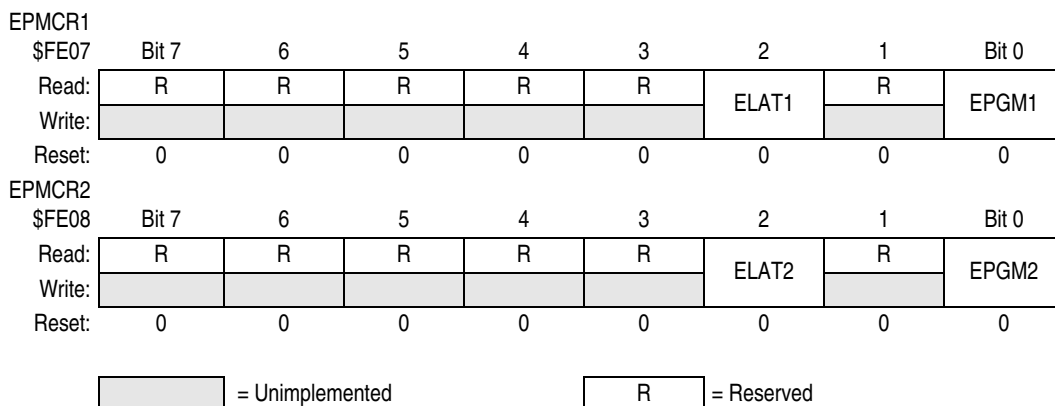 EPMCR1
$FE07 Bit 7 6 5 4 3 2 1 Bit 0
Read: R R R R R ELAT1 R EPGM1
Write:
Reset: 0 0 0 0 0 0 0 0
EPMCR2
$FE08 Bit 7 6 5 4 3 2 1 Bit 0
Read: R R R R R ELAT2 R EPGM2
Write:
Reset: 0 0 0 0 0 0 0 0
= Unimplemented R = Reserved